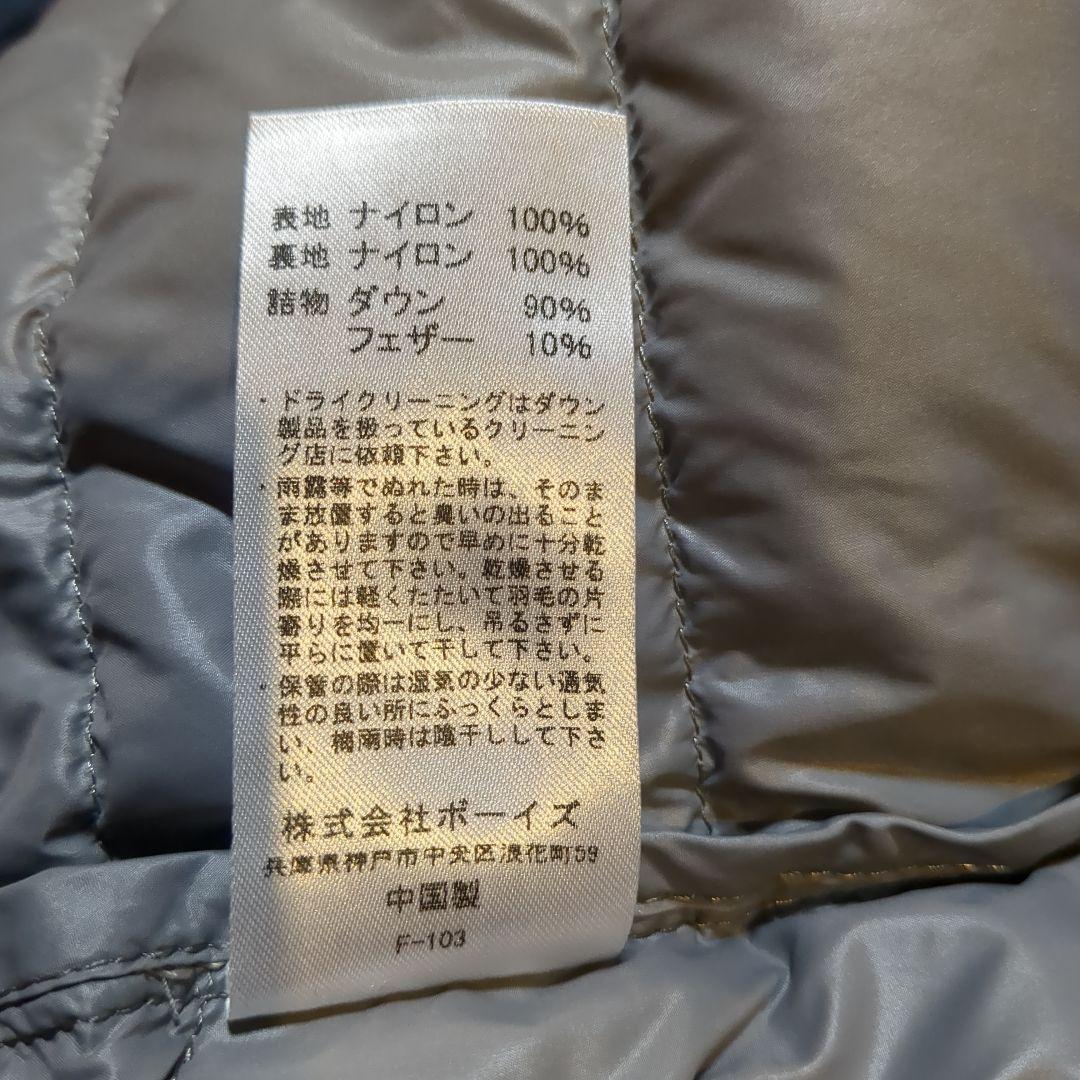 表地 ナイロン 100%
裏地 ナイロン 100%
詰物 ダウン 90%
フェザー 10%
・ドライクリーニングはダウン
製品を扱っているクリーニン
グ店に依頼下さい。
・雨露等でぬれた時は、そのま
ま放置すると臭いの出ること
がありますので早めに十分乾
燥させて下さい。乾燥させる
際には軽くたたいて羽毛の片
寄りを均一にし、吊るさずに
平らに置いて干して下さい。
・保管の際は湿気の少ない通気
性の良い所にふっくらとしま
い、梅雨時は陰干しして下さ
い。
株式会社ボーイズ
兵庫県神戸市中央区浪花町59
中国製
F-103